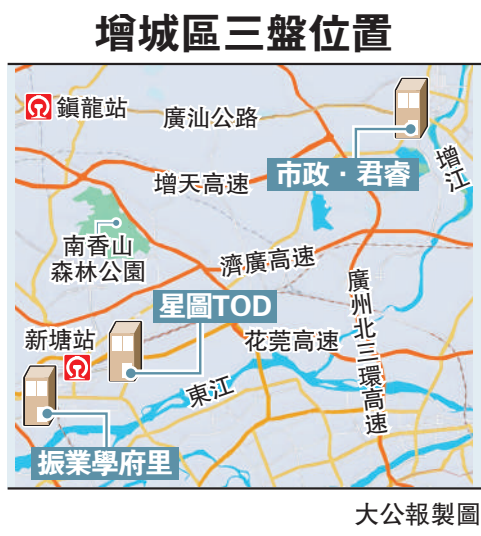 增城區三盤位置
鎮龍站
廣汕公路
增江
市政·君睿
增天高速
南香山
森林公園
濟廣高速
廣州北三環高速
星圖TOD
新塘站
花莞高速
東江
振業學府里
大公報製圖